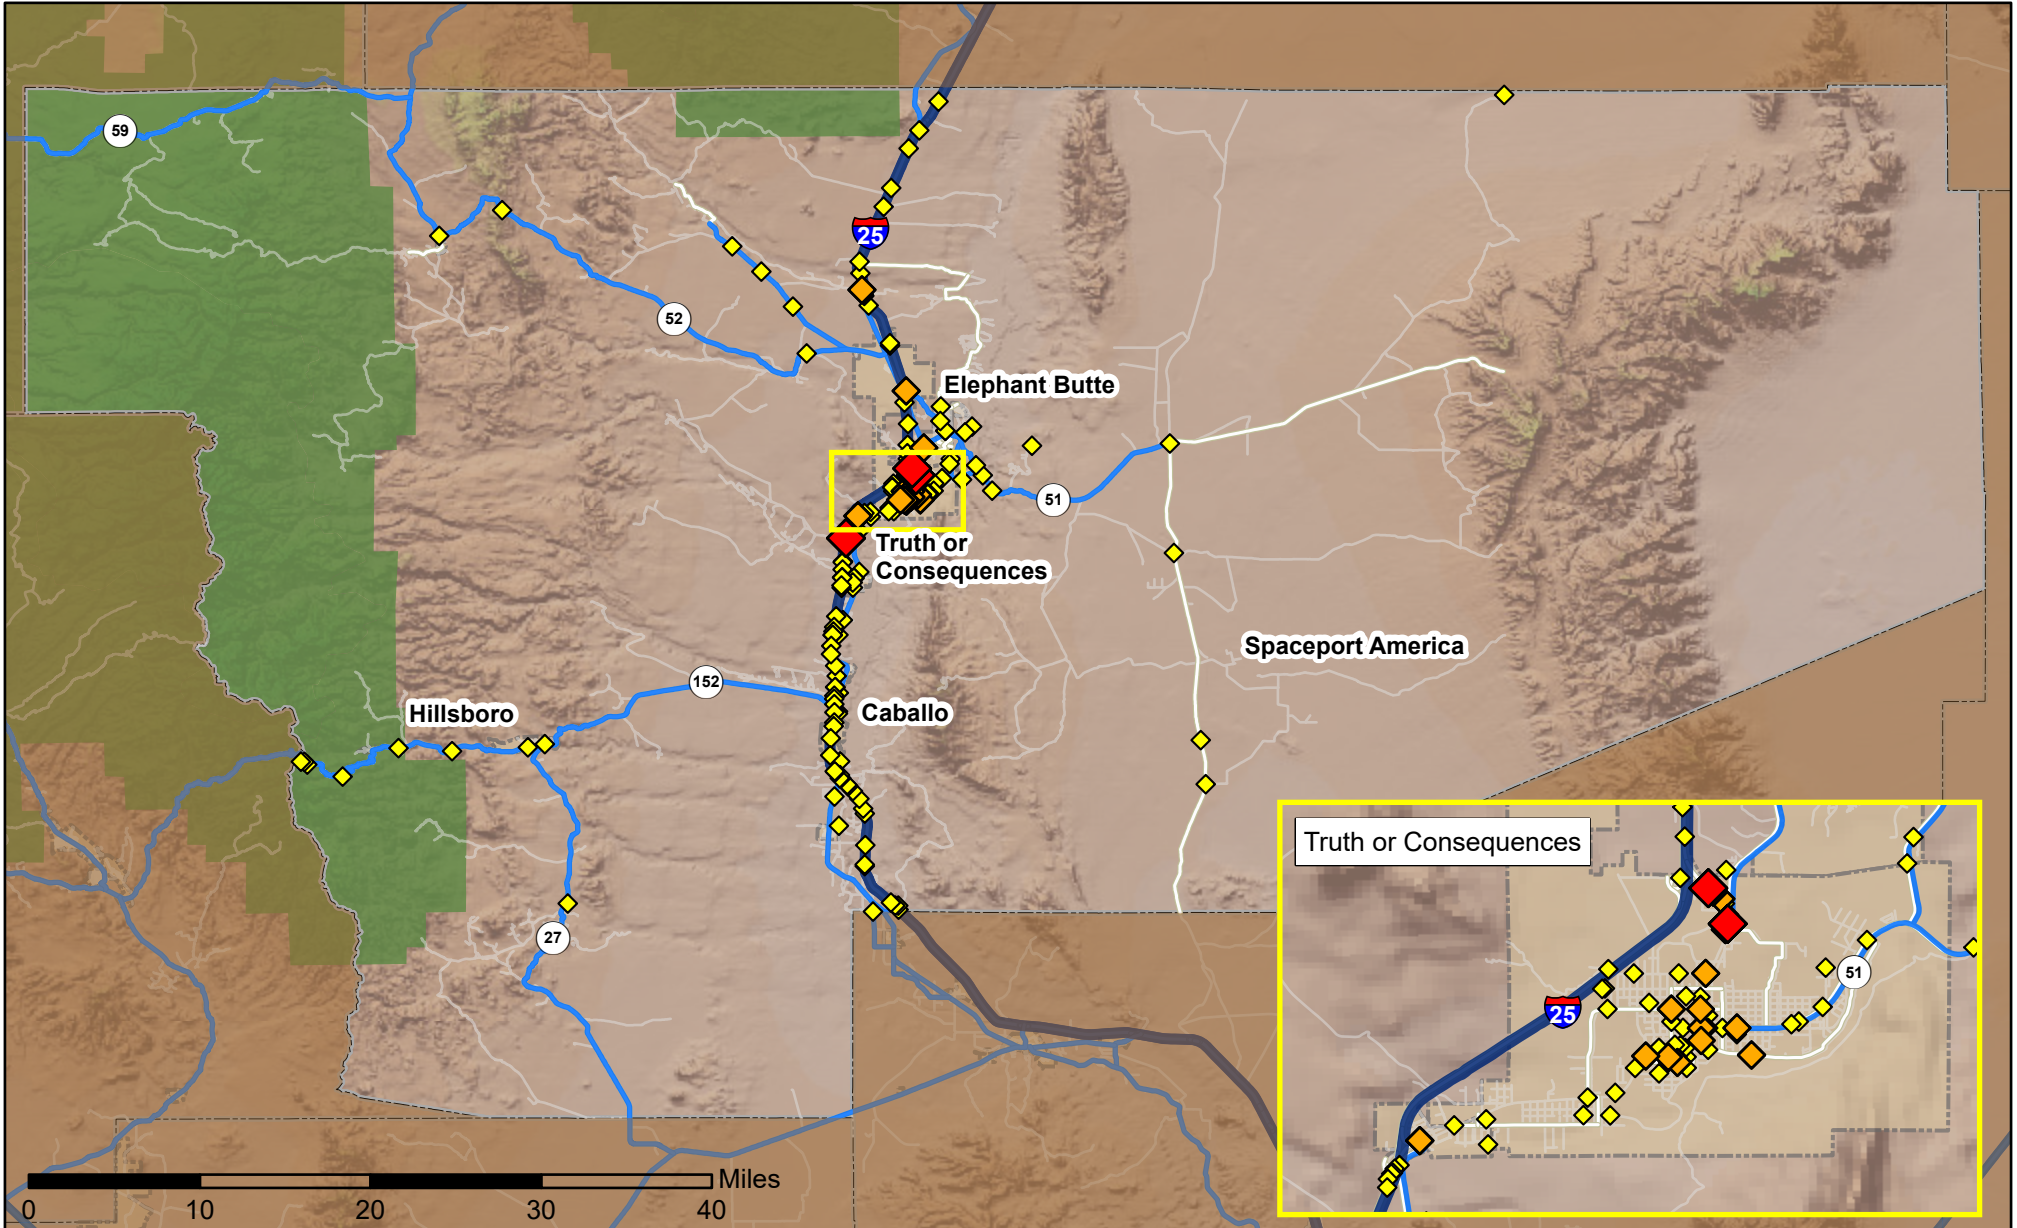 59
25
52
Elephant Butte
51
Truth or
Consequences
Spaceport America
152
Hillsboro
Caballo
27
Truth or Consequences
51
25
Miles
0 10 20 30 40